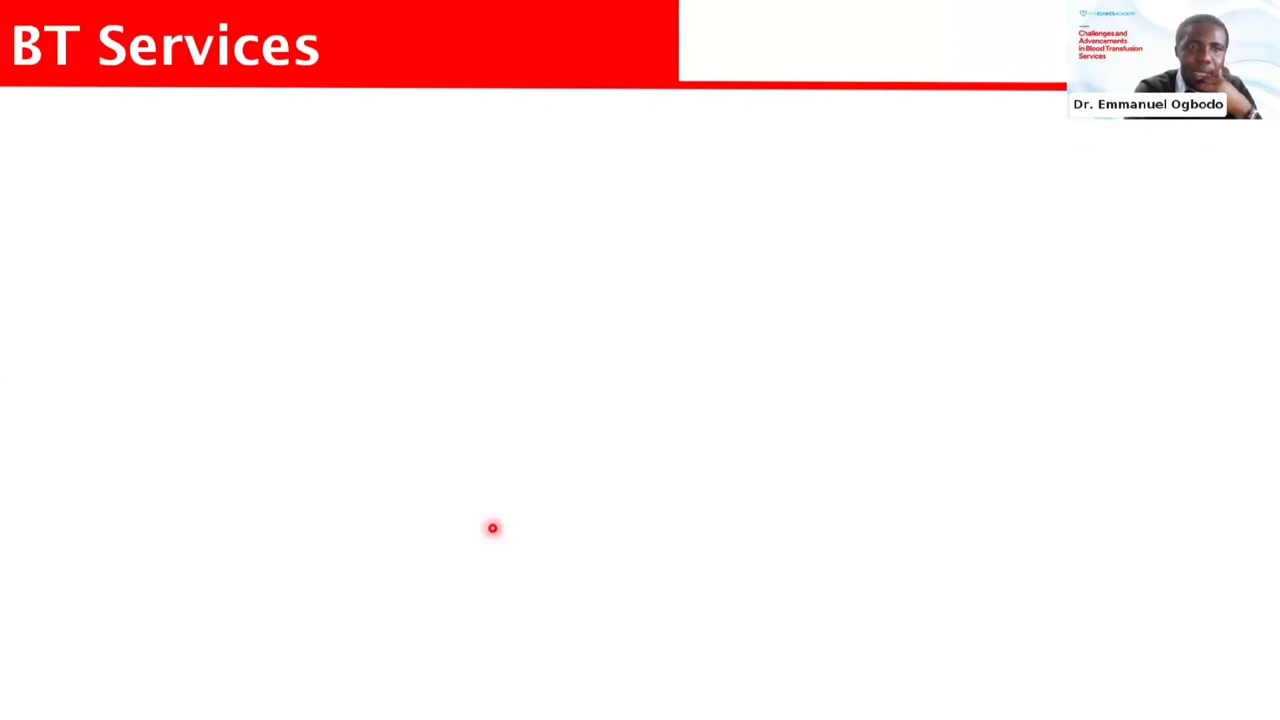 BT Services
Challenges and
Advancements
in Blood Transfusion
Services
Dr. Emmanuel Ogbodo